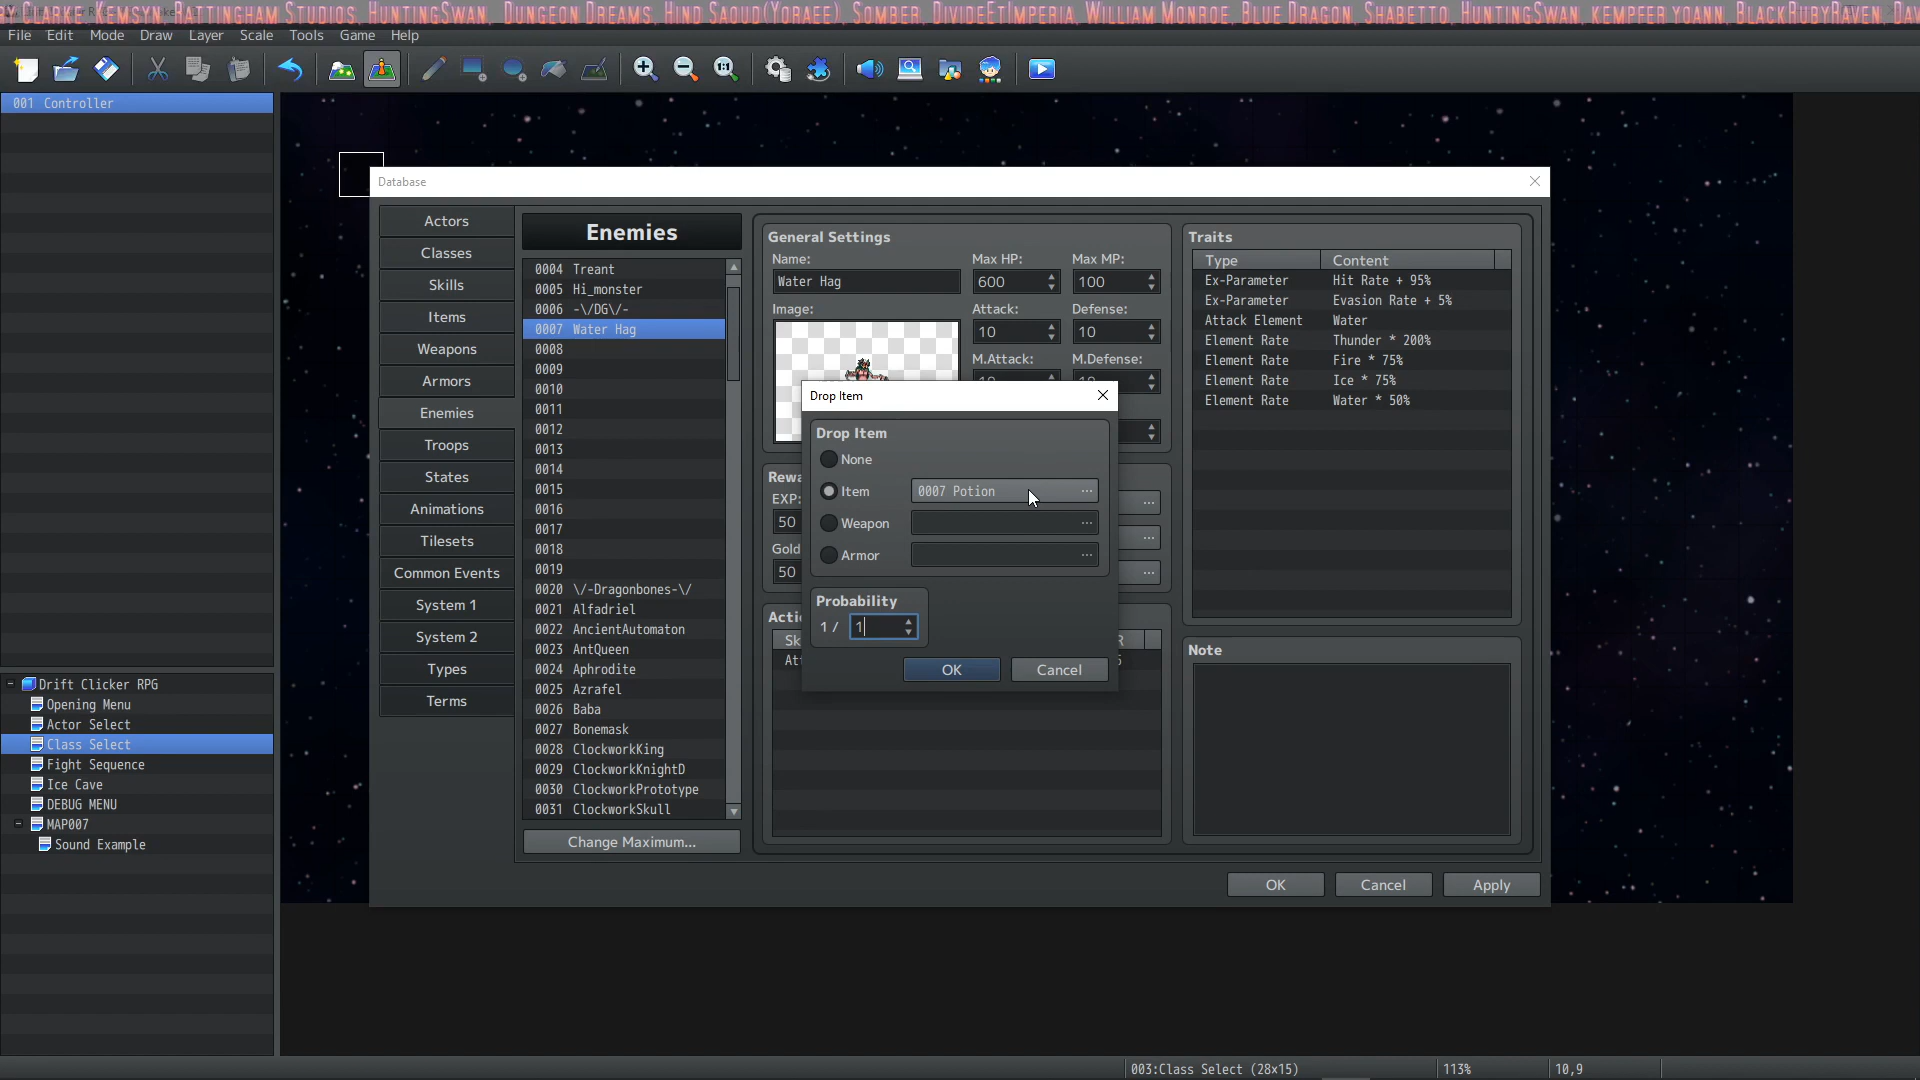 Clark, Kemsyn, Battingham Studios, HuntingSwan, Dungeon Dreams, Hind Saoud(Yoraee) Somber, DivideEtImperia, William Monroe, Blue Dragon, Shabetto, HuntingSwan, kempeer yoann, BlackRubyRaven, Da
File Edit Mode Draw Layer Scale Tools Game Help
1:1
001 Controller
Database
Actors
Classes
Skills
Items
Weapons
Armors
Enemies
Troops
States
Animations
Tilesets
Common Events
System 1
System 2
Types
Terms
Enemies
0004 Treant
0005 Hi_monster
0006 -\/DG\/-
0007 Water Hag
0008
0009
0010
0011
0012
0013
0014
0015
0016
0017
0018
0019
0020 \/-Dragonbones-\/
0021 Alfadriel
0022 AncientAutomaton
0023 AntQueen
0024 Aphrodite
0025 Azrafel
0026 Baba
0027 Bonemask
0028 ClockworkKing
0029 ClockworkKnightD
0030 ClockworkPrototype
0031 ClockworkSkull
Change Maximum...
General Settings
Name: Max HP: Max MP:
Water Hag 600 100
Image: Attack: Defense:
10 10
M.Attack: M.Defense:
Rewa
EXP:
50
Gold
50
Actio
Sk
Att
Drop Item
Drop Item
None
Item 0007 Potion ...
Weapon ...
Armor ...
Probability
1 / 1
OK Cancel
Traits
Type Content
Ex-Parameter Hit Rate + 95%
Ex-Parameter Evasion Rate + 5%
Attack Element Water
Element Rate Thunder * 200%
Element Rate Fire * 75%
Element Rate Ice * 75%
Element Rate Water * 50%
Note
OK Cancel Apply
Drift Clicker RPG
Opening Menu
Actor Select
Class Select
Fight Sequence
Ice Cave
DEBUG MENU
MAP007
Sound Example
003:Class Select (28x15) 113% 10,9